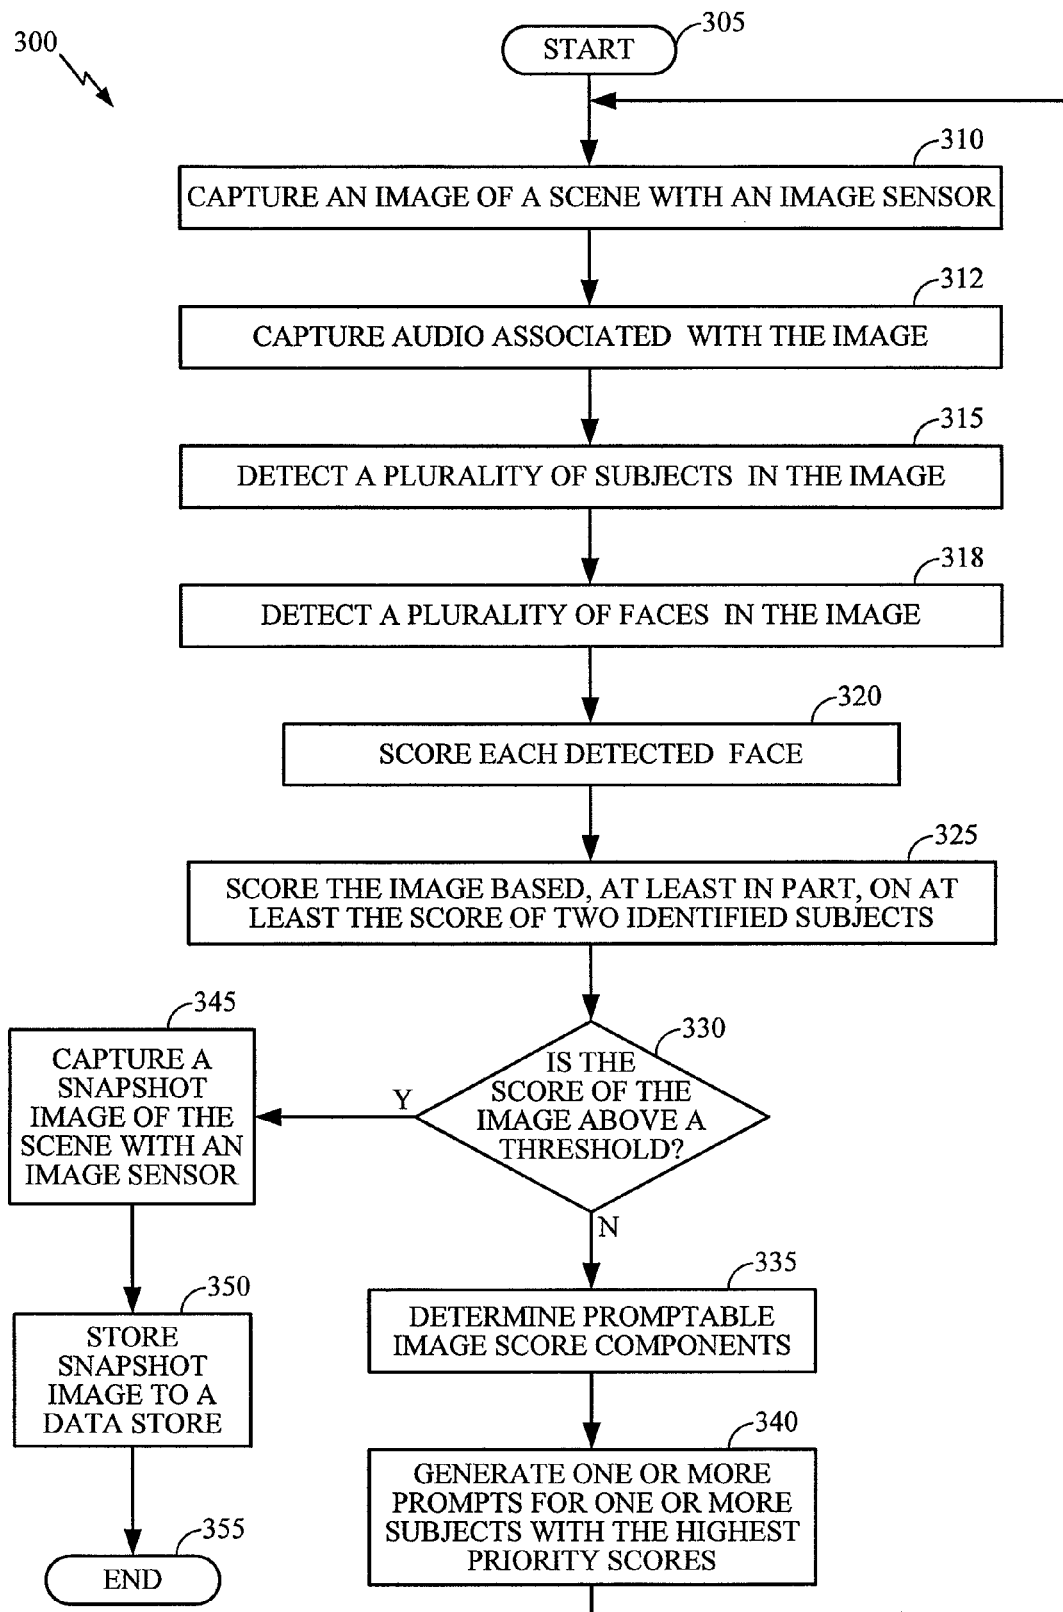 300
START
305
310
CAPTURE AN IMAGE OF A SCENE WITH AN IMAGE SENSOR
312
CAPTURE AUDIO ASSOCIATED WITH THE IMAGE
315
DETECT A PLURALITY OF SUBJECTS IN THE IMAGE
318
DETECT A PLURALITY OF FACES IN THE IMAGE
320
SCORE EACH DETECTED FACE
325
SCORE THE IMAGE BASED, AT LEAST IN PART, ON AT
LEAST THE SCORE OF TWO IDENTIFIED SUBJECTS
330
IS THE
SCORE OF THE
IMAGE ABOVE A
THRESHOLD?
Y
N
345
CAPTURE A
SNAPSHOT
IMAGE OF THE
SCENE WITH AN
IMAGE SENSOR
350
STORE
SNAPSHOT
IMAGE TO A
DATA STORE
355
END
335
DETERMINE PROMPTABLE
IMAGE SCORE COMPONENTS
340
GENERATE ONE OR MORE
PROMPTS FOR ONE OR MORE
SUBJECTS WITH THE HIGHEST
PRIORITY SCORES